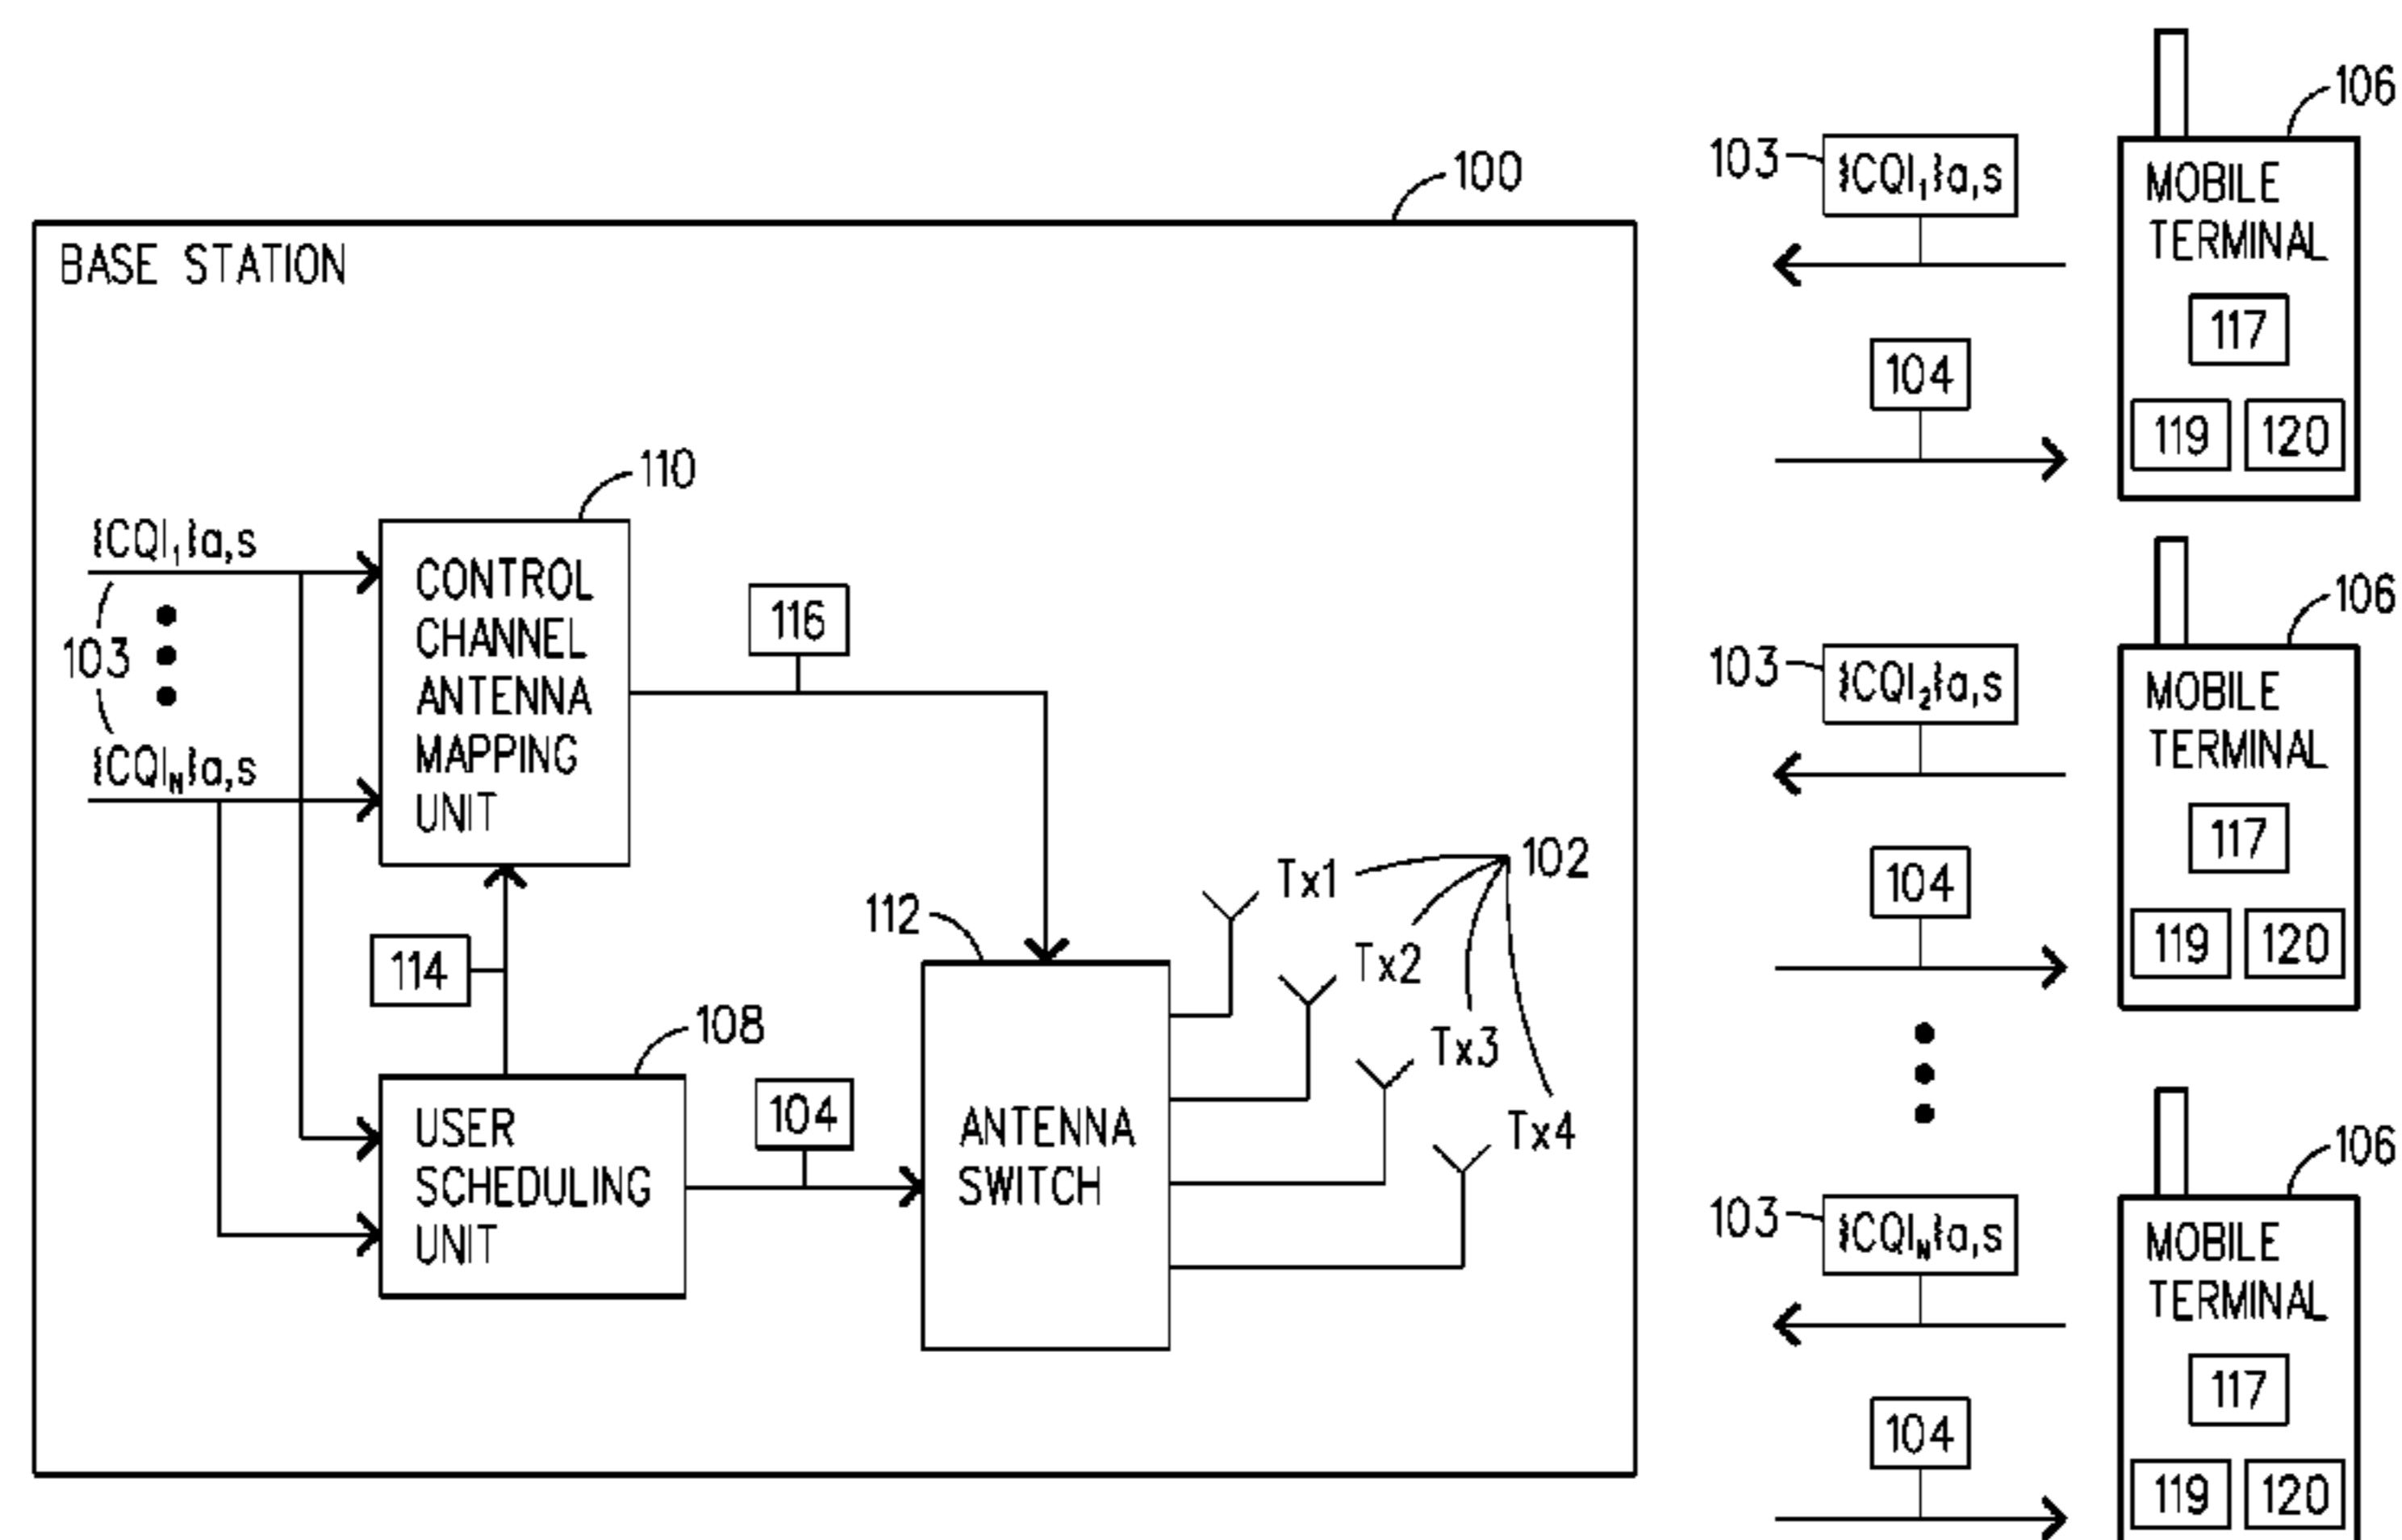 100
BASE STATION
110
{CQI₁}a,s
103
{CQIN}a,s
CONTROL
CHANNEL
ANTENNA
MAPPING
UNIT
116
114
108
USER
SCHEDULING
UNIT
104
112
ANTENNA
SWITCH
Tx1
Tx2
Tx3
Tx4
102
103
{CQI₁}a,s
104
106
MOBILE
TERMINAL
117
119 120
103
{CQI₂}a,s
104
106
MOBILE
TERMINAL
117
119 120
103
{CQIN}a,s
104
106
MOBILE
TERMINAL
117
119 120